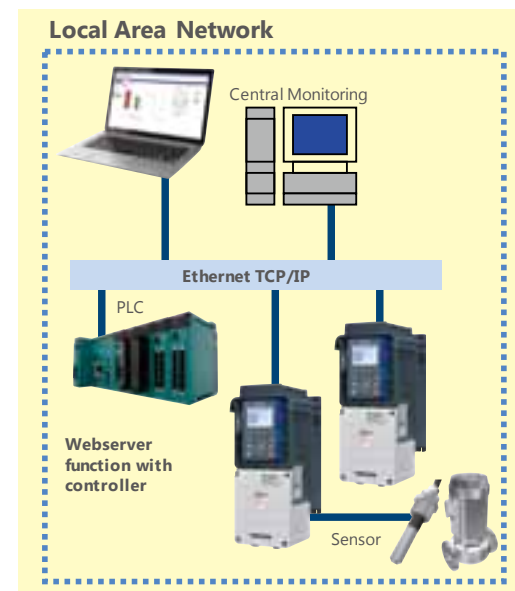 Local Area Network
Central Monitoring
Ethernet TCP/IP
PLC
Webserver
function with
controller
Sensor